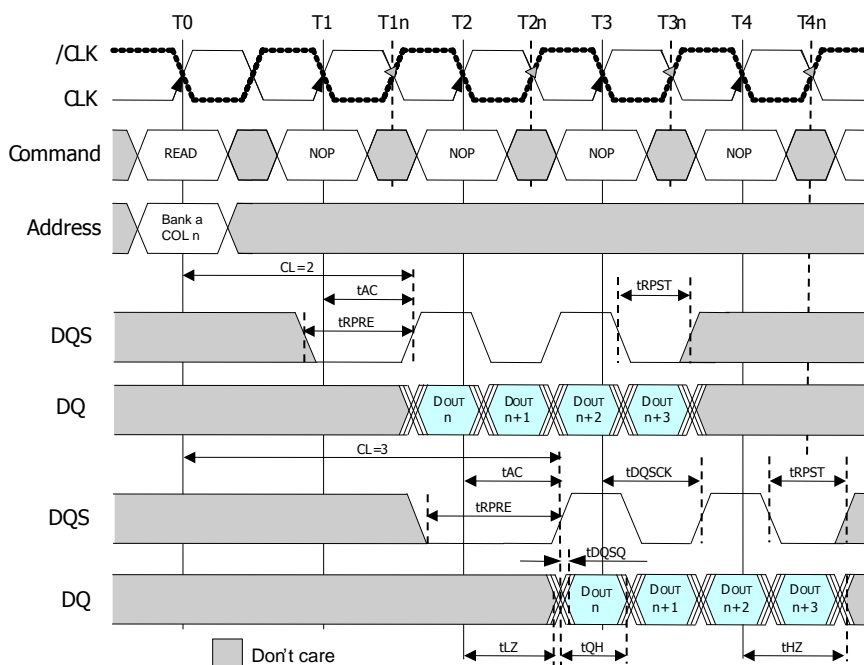 T0 T1 T1n T2 T2n T3 T3n T4 T4n
/CLK
CLK
Command READ NOP NOP NOP NOP
Address Bank a
COL n
CL=2
tAC
tRPST
tRPRE
DQS
DQ
DOUT
n
DOUT
n+1
DOUT
n+2
DOUT
n+3
CL=3
tAC
tDQSCK
tRPST
tRPRE
DQS
tDQSQ
DQ
DOUT
n
DOUT
n+1
DOUT
n+2
DOUT
n+3
tLZ
tQH
tHZ
Don't care